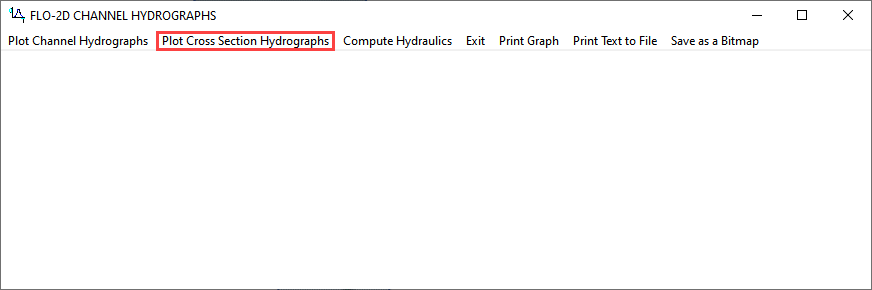 FLO-2D CHANNEL HYDROGRAPHS
Plot Channel Hydrographs Plot Cross Section Hydrographs Compute Hydraulics Exit Print Graph Print Text to File Save as a Bitmap